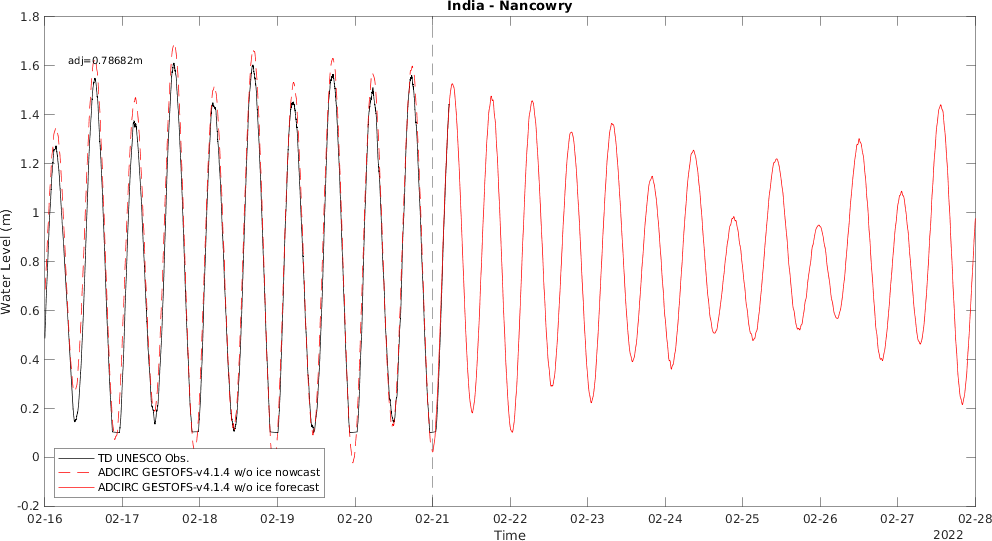 India - Nancowry
1.8
1.6
1.4
1.2
1
0.8
0.6
0.4
0.2
0
-0.2
Water Level (m)
adj=0.78682m
TD UNESCO Obs.
ADCIRC GESTOFS-v4.1.4 w/o ice nowcast
ADCIRC GESTOFS-v4.1.4 w/o ice forecast
02-16 02-17 02-18 02-19 02-20 02-21 02-22 02-23 02-24 02-25 02-26 02-27 02-28
Time
2022